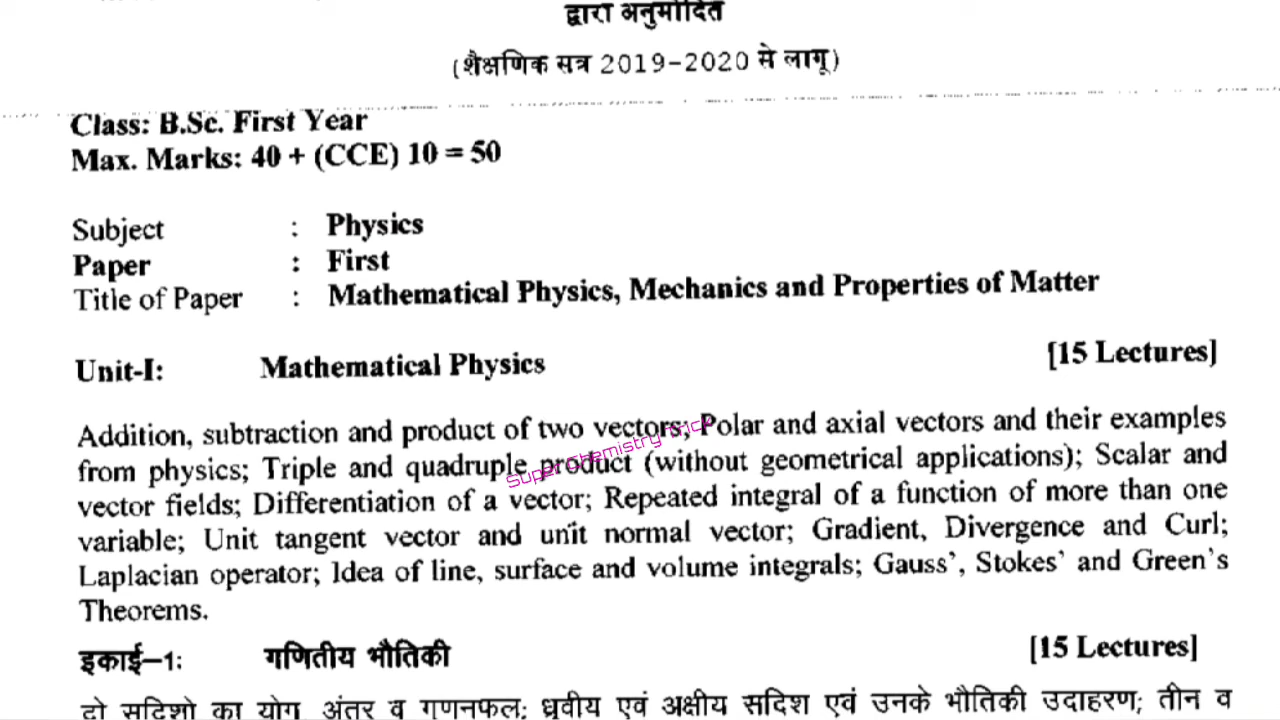 द्वारा अनुमोदित
(शैक्षणिक सत्र 2019-2020 से लागू)
Class: B.Sc. First Year
Max. Marks: 40 + (CCE) 10 = 50
Subject : Physics
Paper : First
Title of Paper : Mathematical Physics, Mechanics and Properties of Matter
Unit-I: Mathematical Physics [15 Lectures]
Addition, subtraction and product of two vectors; Polar and axial vectors and their examples
from physics; Triple and quadruple product (without geometrical applications); Scalar and
vector fields; Differentiation of a vector; Repeated integral of a function of more than one
variable; Unit tangent vector and unit normal vector; Gradient, Divergence and Curl;
Laplacian operator; Idea of line, surface and volume integrals; Gauss', Stokes' and Green's
Theorems.
Super Chemistry Trick
इकाई–1: गणितीय भौतिकी [15 Lectures]
दो सदिशो का योग, अंतर व गुणनफल; ध्रुवीय एवं अक्षीय सदिश एवं उनके भौतिकी उदाहरण; तीन व